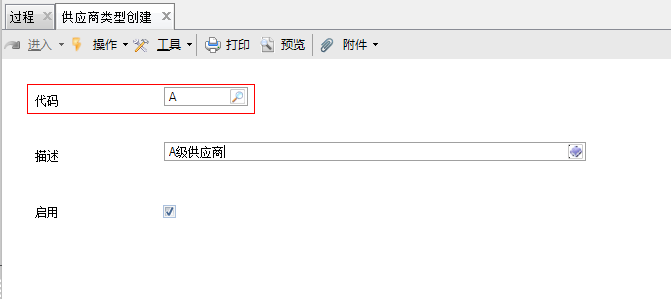 过程 供应商类型创建
进入 操作 工具 打印 预览 附件
代码 A
描述 A级供应商
启用